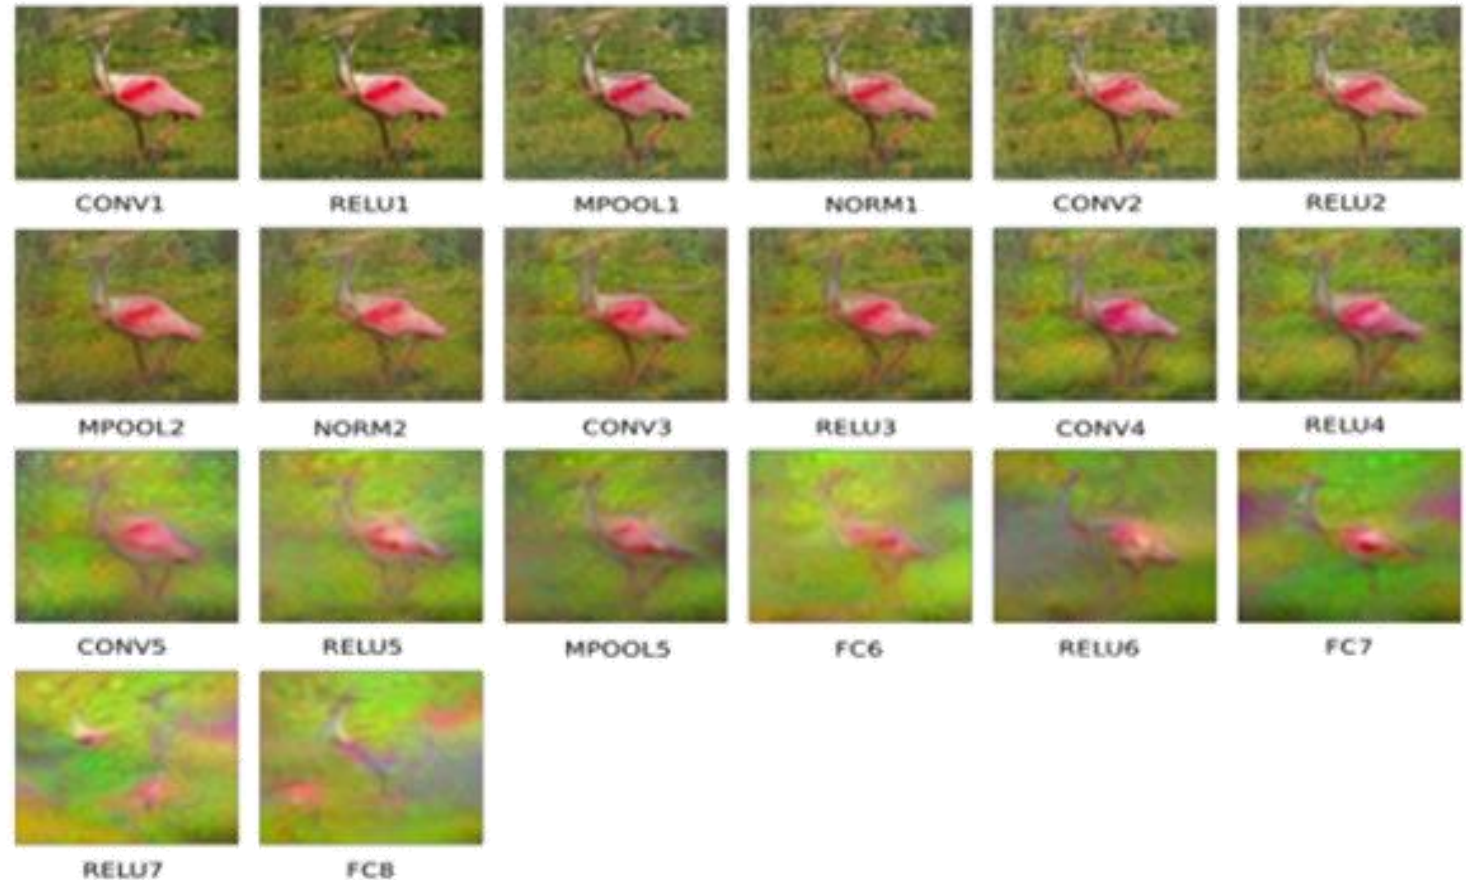 CONV1 RELU1 MPOOL1 NORM1 CONV2 RELU2
MPOOL2 NORM2 CONV3 RELU3 CONV4 RELU4
CONV5 RELU5 MPOOL5 FC6 RELU6 FC7
RELU7 FC8